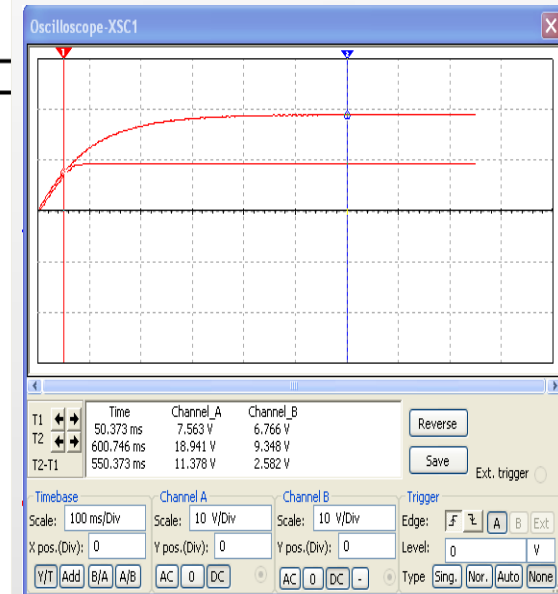 Oscilloscope-XSC1
1 2
Time Channel_A Channel_B
T1 50.373 ms 7.563 V 6.766 V
T2 600.746 ms 18.941 V 9.348 V
T2-T1 550.373 ms 11.378 V 2.582 V
Reverse
Save
Ext. trigger
Timebase Channel A Channel B Trigger
Scale: 100 ms/Div Scale: 10 V/Div Scale: 10 V/Div Edge: A B Ext
X pos.(Div): 0 Y pos.(Div): 0 Y pos.(Div): 0 Level: 0 V
Y/T Add B/A A/B AC 0 DC AC 0 DC - Type Sing. Nor. Auto None